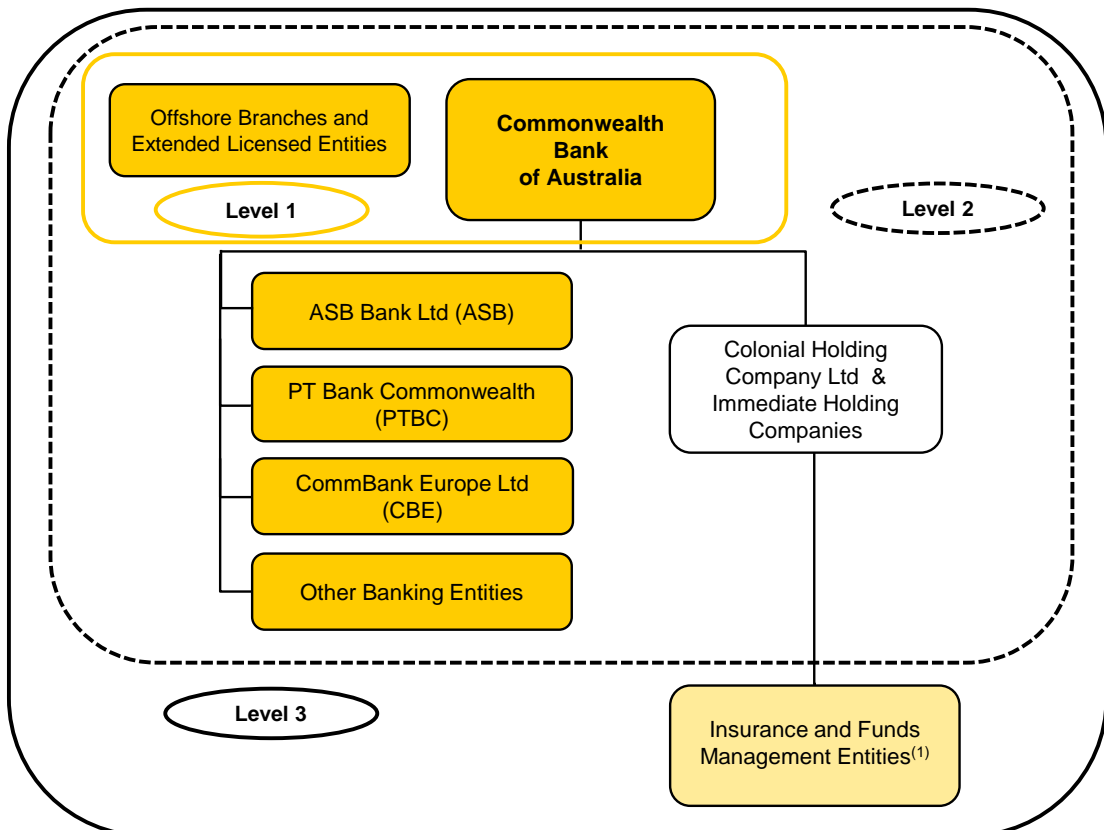 Offshore Branches and
Extended Licensed Entities
Commonwealth
Bank
of Australia
Level 1
Level 2
ASB Bank Ltd (ASB)
PT Bank Commonwealth
(PTBC)
CommBank Europe Ltd
(CBE)
Other Banking Entities
Colonial Holding
Company Ltd &
Immediate Holding
Companies
Level 3
Insurance and Funds
Management Entities(1)